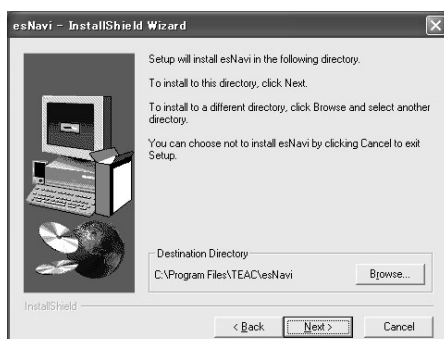 esNavi - InstallShield Wizard
Setup will install esNavi in the following directory.
To install to this directory, click Next.
To install to a different directory, click Browse and select another
directory.
You can choose not to install esNavi by clicking Cancel to exit
Setup.
Destination Directory
C:\Program Files\TEAC\esNavi
Browse...
InstallShield
< Back
Next >
Cancel